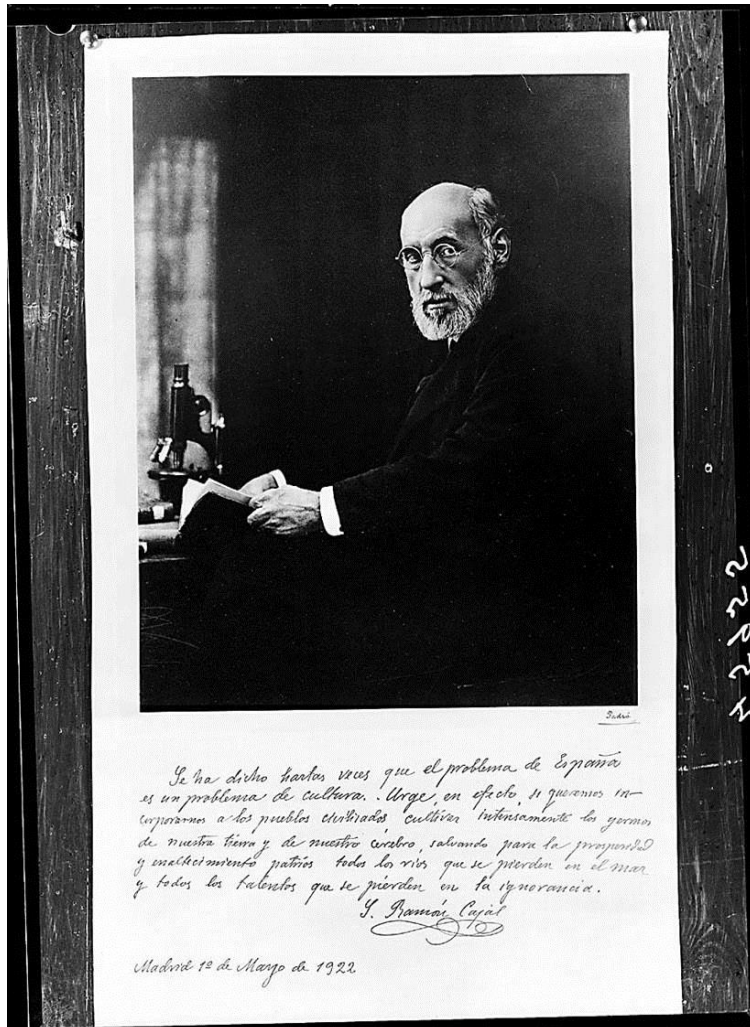 Padró
Se ha dicho hartas veces que el problema de España
es un problema de cultura. Urge, en efecto, si queremos in-
corporarnos a los pueblos civilizados, cultivar intensamente los yermos
de nuestra tierra y de nuestro cerebro, salvando para la prosperidad
y enaltecimiento patrios todos los ríos que se pierden en el mar
y todos los talentos que se pierden en la ignorancia.
S. Ramón Cajal
Madrid 1º de Mayo de 1922